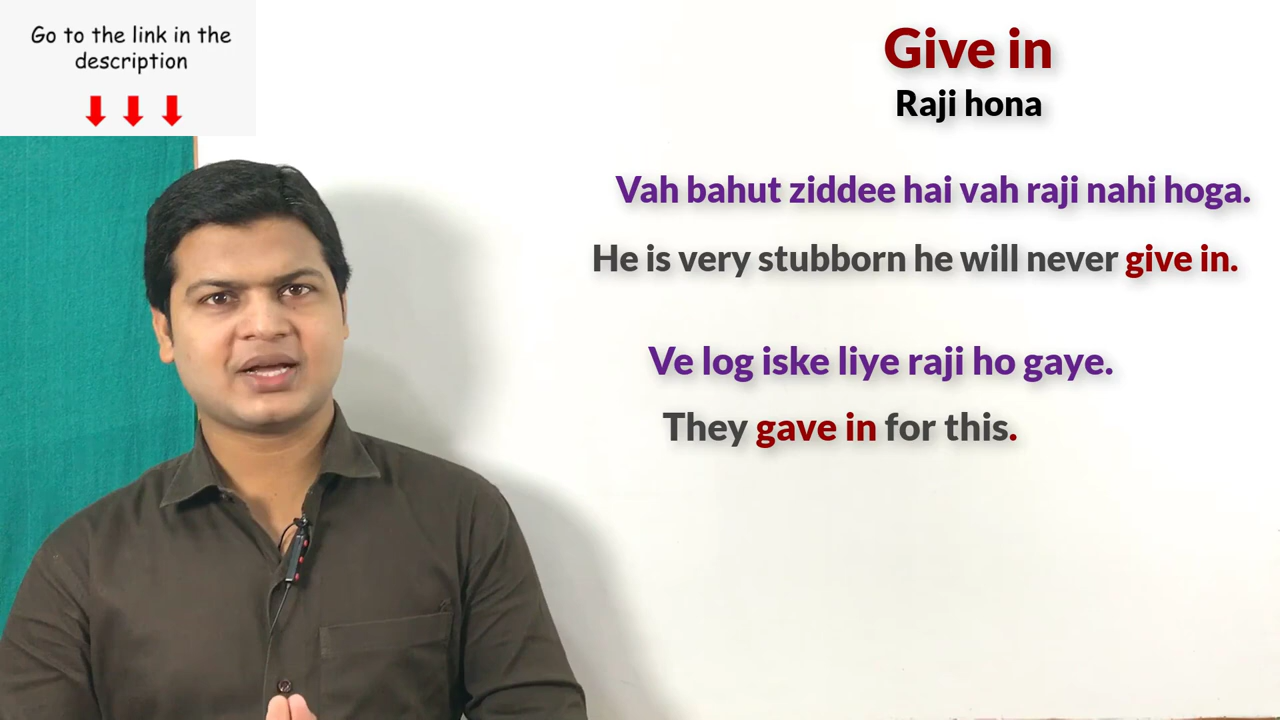 Go to the link in the
description
Give in
Raji hona
Vah bahut ziddee hai vah raji nahi hoga.
He is very stubborn he will never give in.
Ve log iske liye raji ho gaye.
They gave in for this.